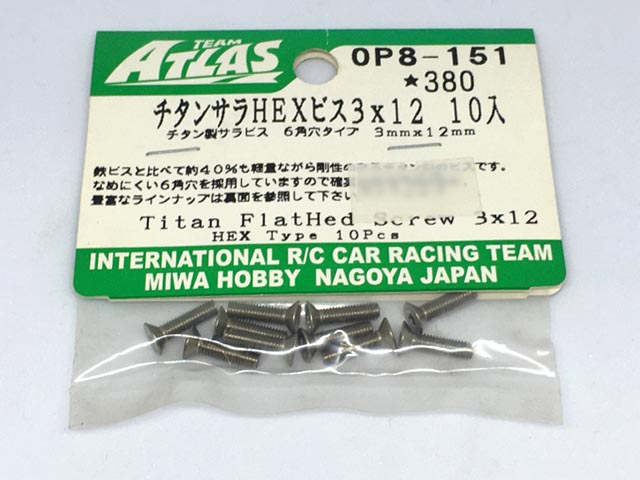 TEAM
ATLAS
OP8-151
★380
チタンサラHEXビス3x12 10入
チタン製サラビス 6角穴タイプ 3mmx12mm
鉄ビスと比べて約40%も軽量ながら剛性の です。
なめにくい6角穴を採用していますので確実
豊富なラインナップは裏面を参照して下さい
Titan FlatHed Screw 3x12
HEX Type 10Pcs
INTERNATIONAL R/C CAR RACING TEAM
MIWA HOBBY NAGOYA JAPAN